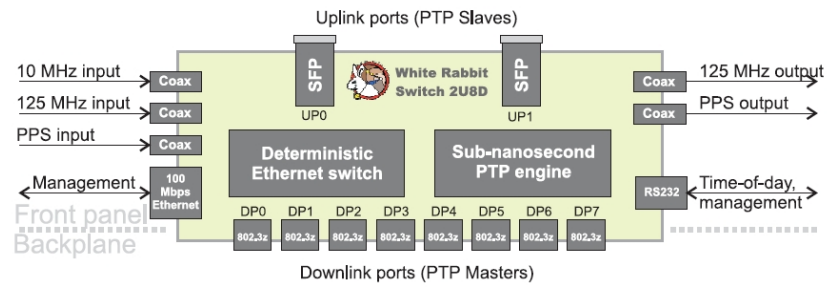 Uplink ports (PTP Slaves)
10 MHz input
Coax
SFP
White Rabbit
Switch 2U8D
SFP
Coax
125 MHz output
125 MHz input
Coax
UP0
UP1
Coax
PPS output
PPS input
Coax
Deterministic
Ethernet switch
Sub-nanosecond
PTP engine
Management
100
Mbps
Ethernet
RS232
Time-of-day,
management
Front panel
Backplane
DP0 DP1 DP2 DP3 DP4 DP5 DP6 DP7
802.3z 802.3z 802.3z 802.3z 802.3z 802.3z 802.3z 802.3z
Downlink ports (PTP Masters)